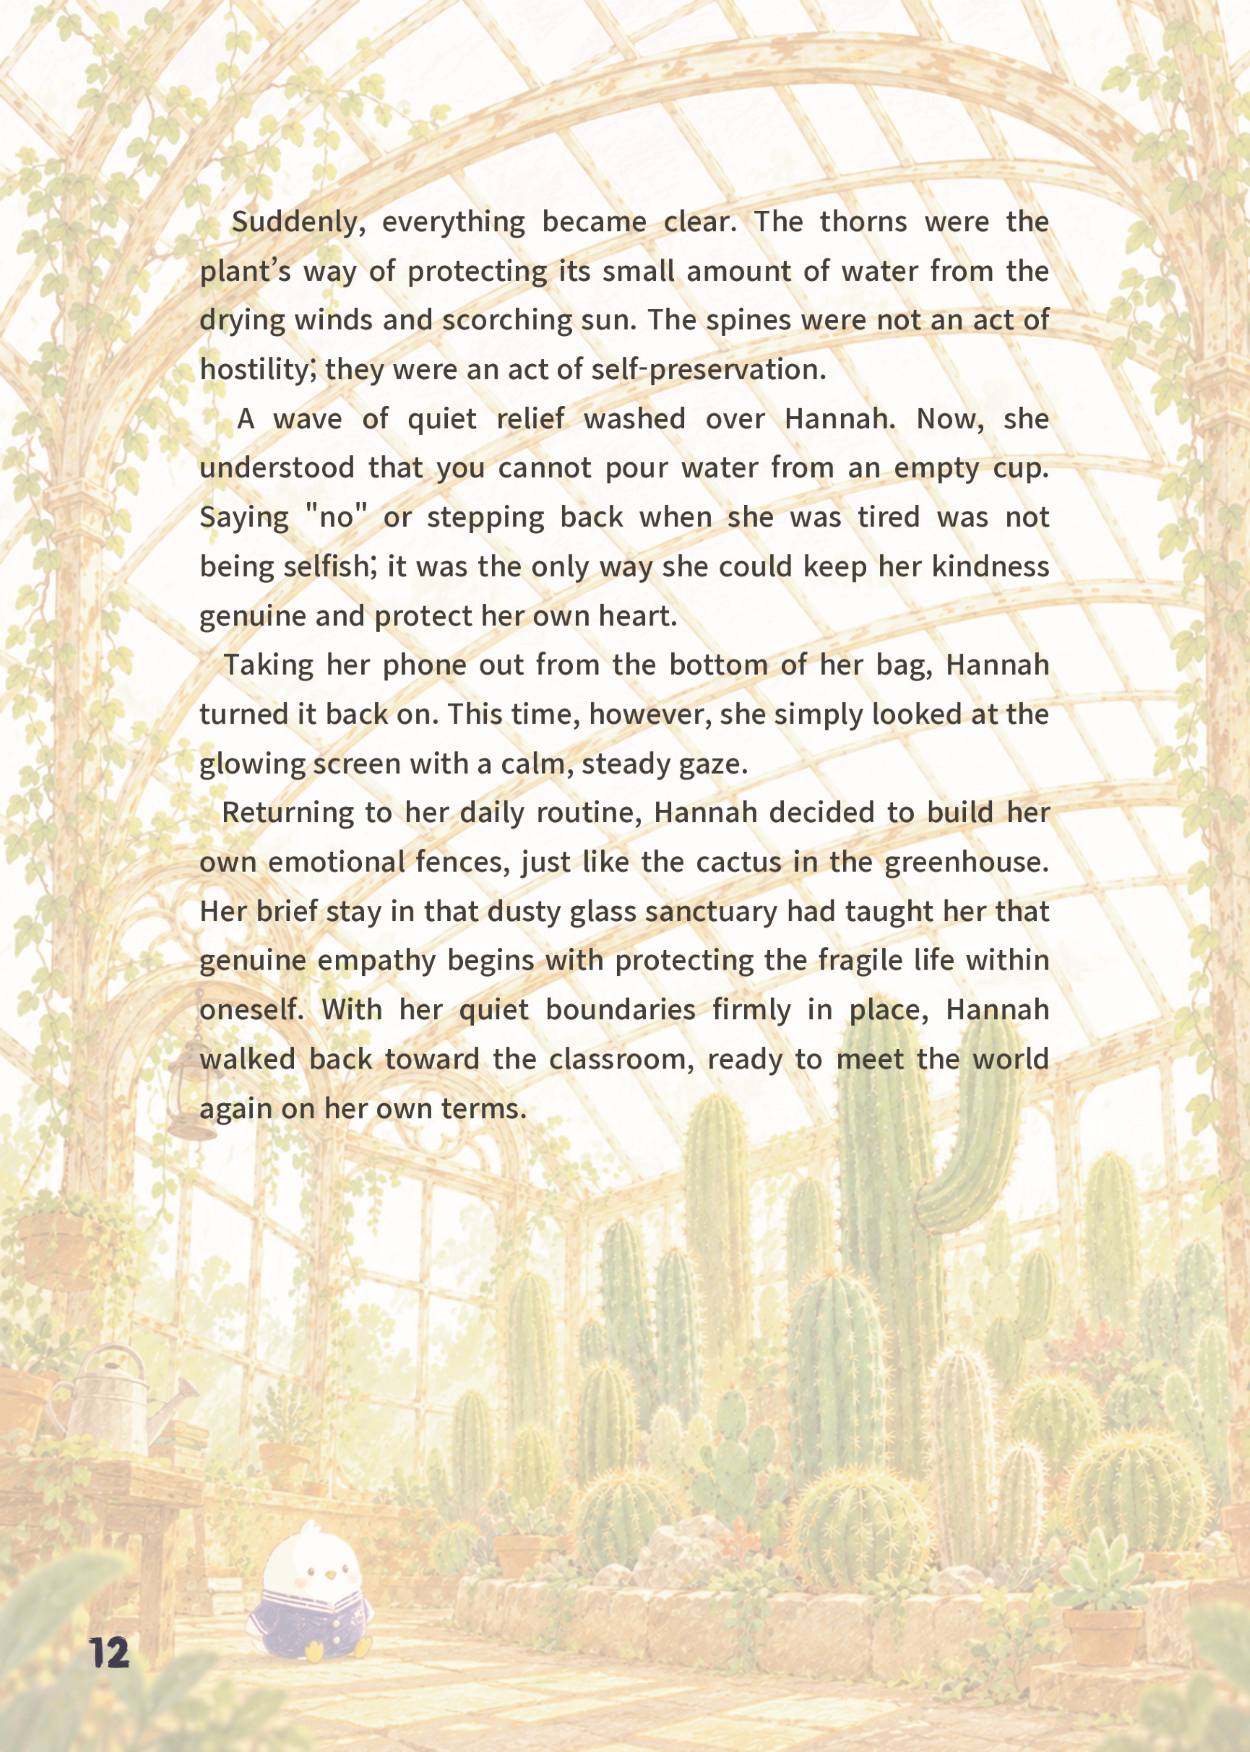 Suddenly, everything became clear. The thorns were the
plant’s way of protecting its small amount of water from the
drying winds and scorching sun. The spines were not an act of
hostility; they were an act of self-preservation.
A wave of quiet relief washed over Hannah. Now, she
understood that you cannot pour water from an empty cup.
Saying "no" or stepping back when she was tired was not
being selfish; it was the only way she could keep her kindness
genuine and protect her own heart.
Taking her phone out from the bottom of her bag, Hannah
turned it back on. This time, however, she simply looked at the
glowing screen with a calm, steady gaze.
Returning to her daily routine, Hannah decided to build her
own emotional fences, just like the cactus in the greenhouse.
Her brief stay in that dusty glass sanctuary had taught her that
genuine empathy begins with protecting the fragile life within
oneself. With her quiet boundaries firmly in place, Hannah
walked back toward the classroom, ready to meet the world
again on her own terms.
12